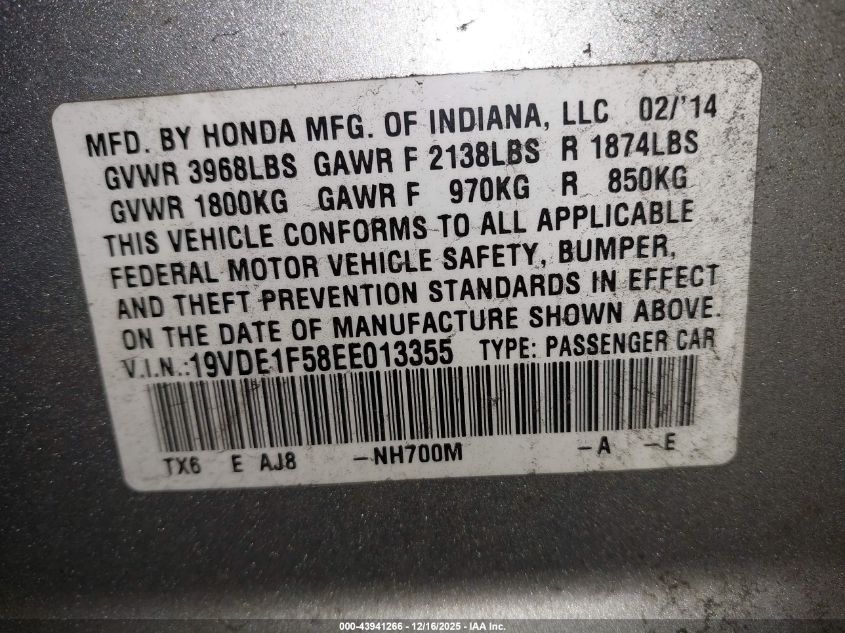 MFD. BY HONDA MFG. OF INDIANA, LLC 02/'14
GVWR 3968LBS GAWR F 2138LBS R 1874LBS
GVWR 1800KG GAWR F 970KG R 850KG
THIS VEHICLE CONFORMS TO ALL APPLICABLE
FEDERAL MOTOR VEHICLE SAFETY, BUMPER,
AND THEFT PREVENTION STANDARDS IN EFFECT
ON THE DATE OF MANUFACTURE SHOWN ABOVE.
V.I.N.:19VDE1F58EE013355 TYPE: PASSENGER CAR
TX6 E AJ8 -NH700M -A -E
000-43941266 - 12/16/2025 - IAA Inc.